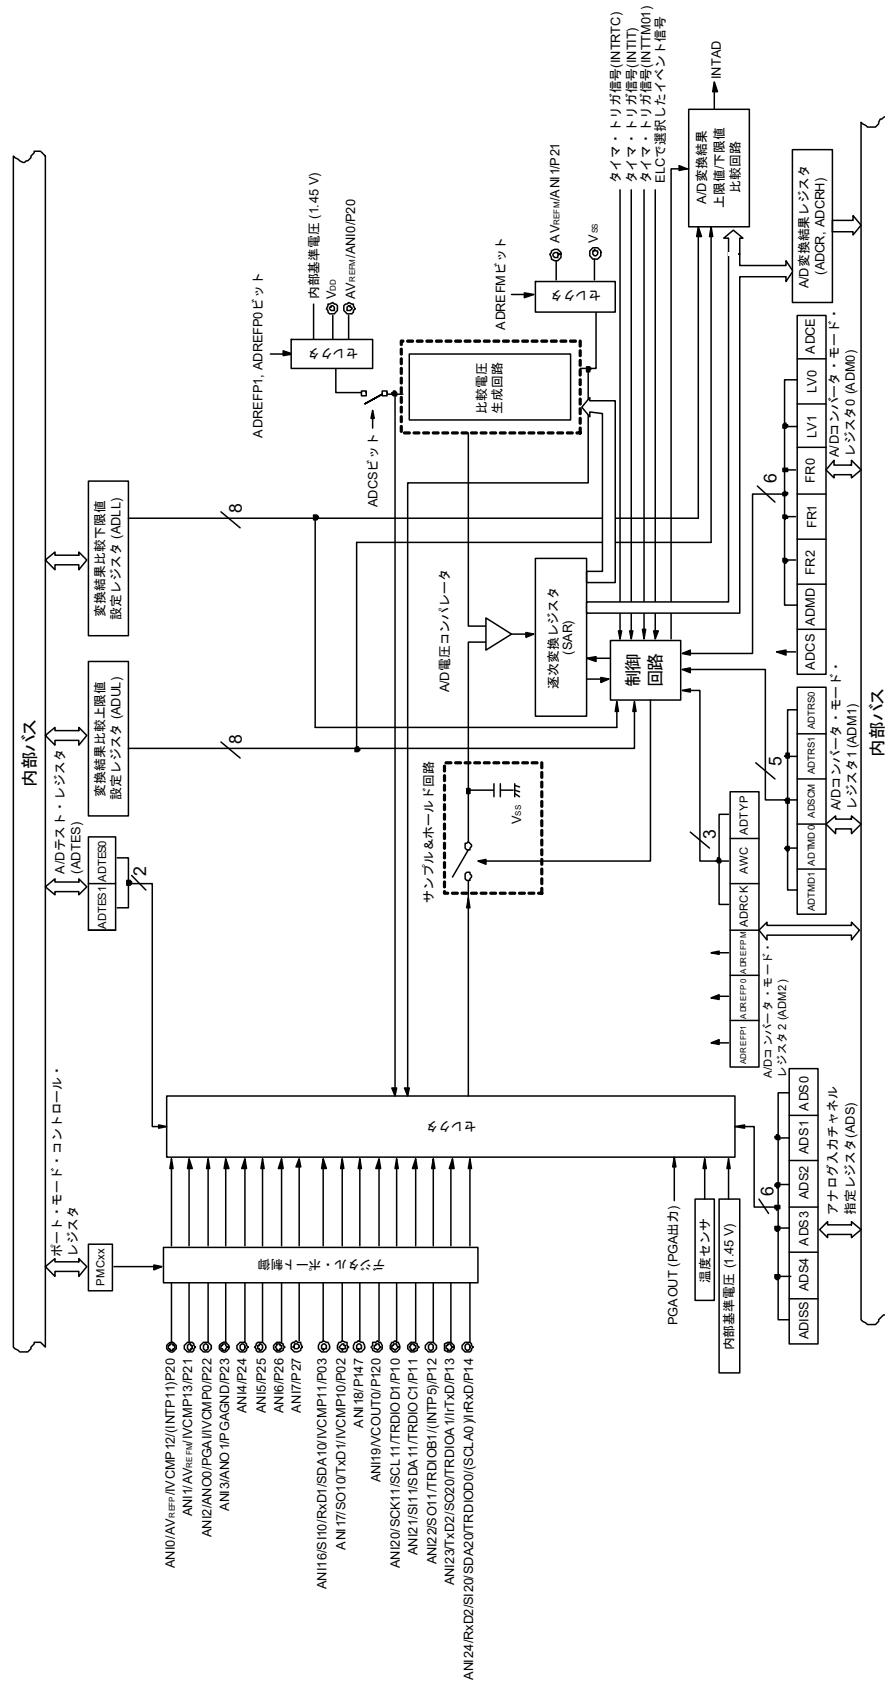 内部バス
ポート・モード・コントロール・
レジスタ
PMCxx
A/Dテスト・レジスタ
(ADTES)
ADTES1
ADTES0
2
変換結果比較上限値
設定レジスタ (ADUL)
8
変換結果比較下限値
設定レジスタ (ADLL)
8
ADREFP1, ADREFP0ビット
セレクタ
内部基準電圧 (1.45 V)
VDD
AVREFM/ANI0/P20
ADCSビット
比較電圧
生成回路
ADREFMビット
セレクタ
AVREFM/ANI1/P21
VSS
ANI0/AVREFP/IVCMP12/(INTP11)P20
ANI1/AVREFM/IVCMP13/P21
ANI2/ANO0/PGAI/IVCMP0/P22
ANI3/ANO1/PGAGND/P23
ANI4/P24
ANI5/P25
ANI6/P26
ANI7/P27
ANI16/SI10/RxD1/SDA10/IVCMP11/P03
ANI17/SO10/TxD1/IVCMP10/P02
ANI18/P147
ANI19/VCOUT0/P120
ANI20/SCK11/SCL11/TRDIOD1/P10
ANI21/SI11/SDA11/TRDIOC1/P11
ANI22/SO11/TRDIOB1/(INTP5)/P12
ANI23/TxD2/SO20/TRDIOA1/IrTxD/P13
ANI24/RxD2/SI20/SDA20/TRDIOD0/(SCLA0)/IrRxD/P14
デジタル・ポート制御
セレクタ
PGAOUT (PGA出力)
温度センサ
内部基準電圧 (1.45 V)
サンプル&ホールド回路
VSS
A/D電圧コンパレータ
逐次変換レジスタ
(SAR)
制御
回路
タイマ・トリガ信号(INTRTC)
タイマ・トリガ信号(INTIT)
タイマ・トリガ信号(INTTM01)
ELCで選択したイベント信号
A/D変換結果
上限値/下限値
比較回路
INTAD
A/D変換結果レジスタ
(ADCR, ADCRH)
6
ADISS
ADS4
ADS3
ADS2
ADS1
ADS0
アナログ入力チャネル
指定レジスタ(ADS)
3
ADREFP1
ADREFP0
ADREFPM
ADRCK
AWC
ADTYP
A/Dコンバータ・モード・
レジスタ2 (ADM2)
5
ADTMD1
ADTMD0
ADSCM
ADTRS1
ADTRS0
A/Dコンバータ・モード・
レジスタ1 (ADM1)
6
ADCS
ADMD
FR2
FR1
FR0
LV1
LV0
ADCE
A/Dコンバータ・モード・
レジスタ0 (ADM0)
内部バス